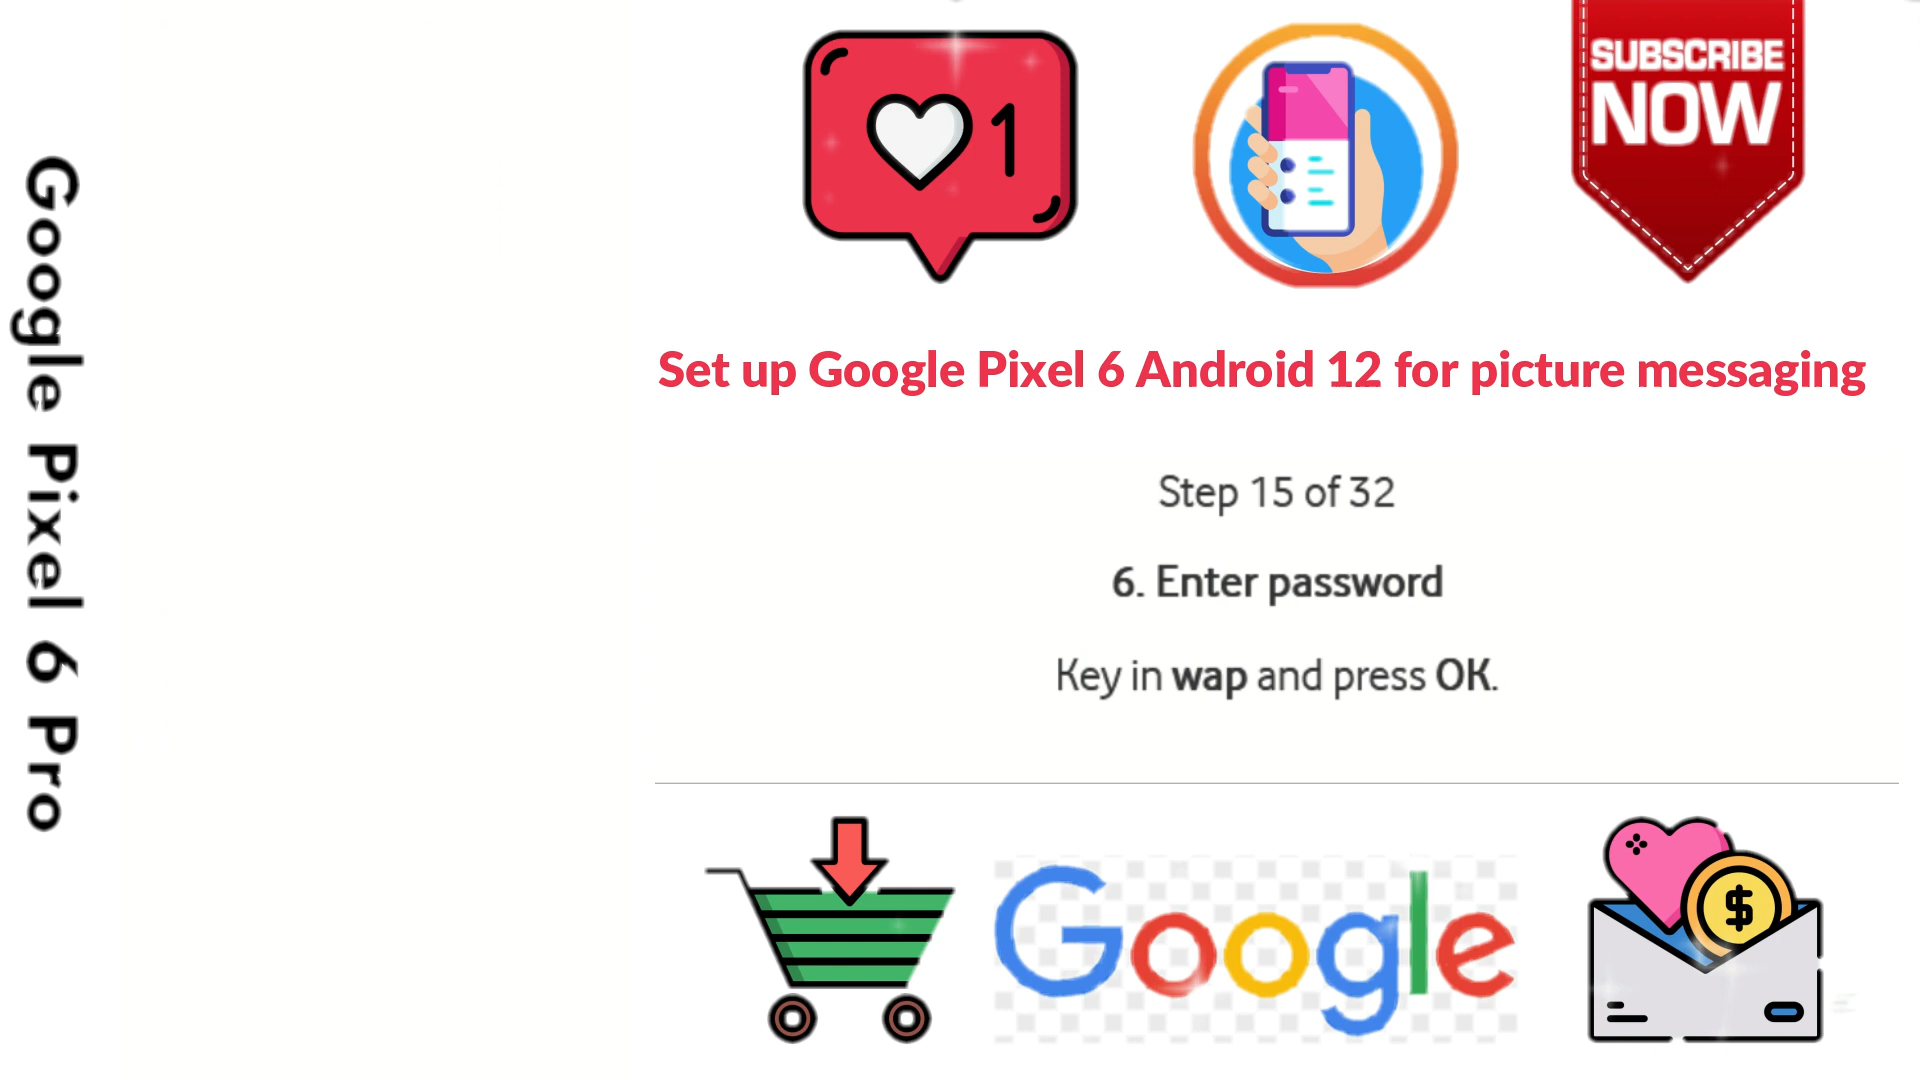 Google Pixel 6 Pro
1
SUBSCRIBE
NOW
Set up Google Pixel 6 Android 12 for picture messaging
Step 15 of 32
6. Enter password
Key in wap and press OK.
Google
$